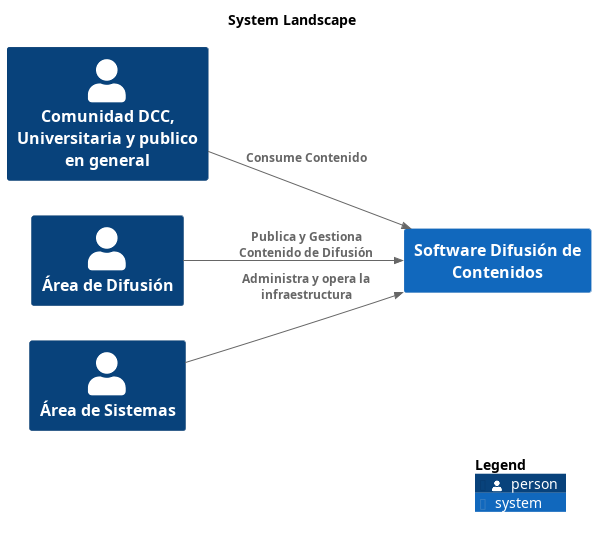 System Landscape
Comunidad DCC,
Universitaria y publico
en general
Consume Contenido
Área de Difusión
Publica y Gestiona
Contenido de Difusión
Software Difusión de
Contenidos
Administra y opera la
infraestructura
Área de Sistemas
Legend
person
system